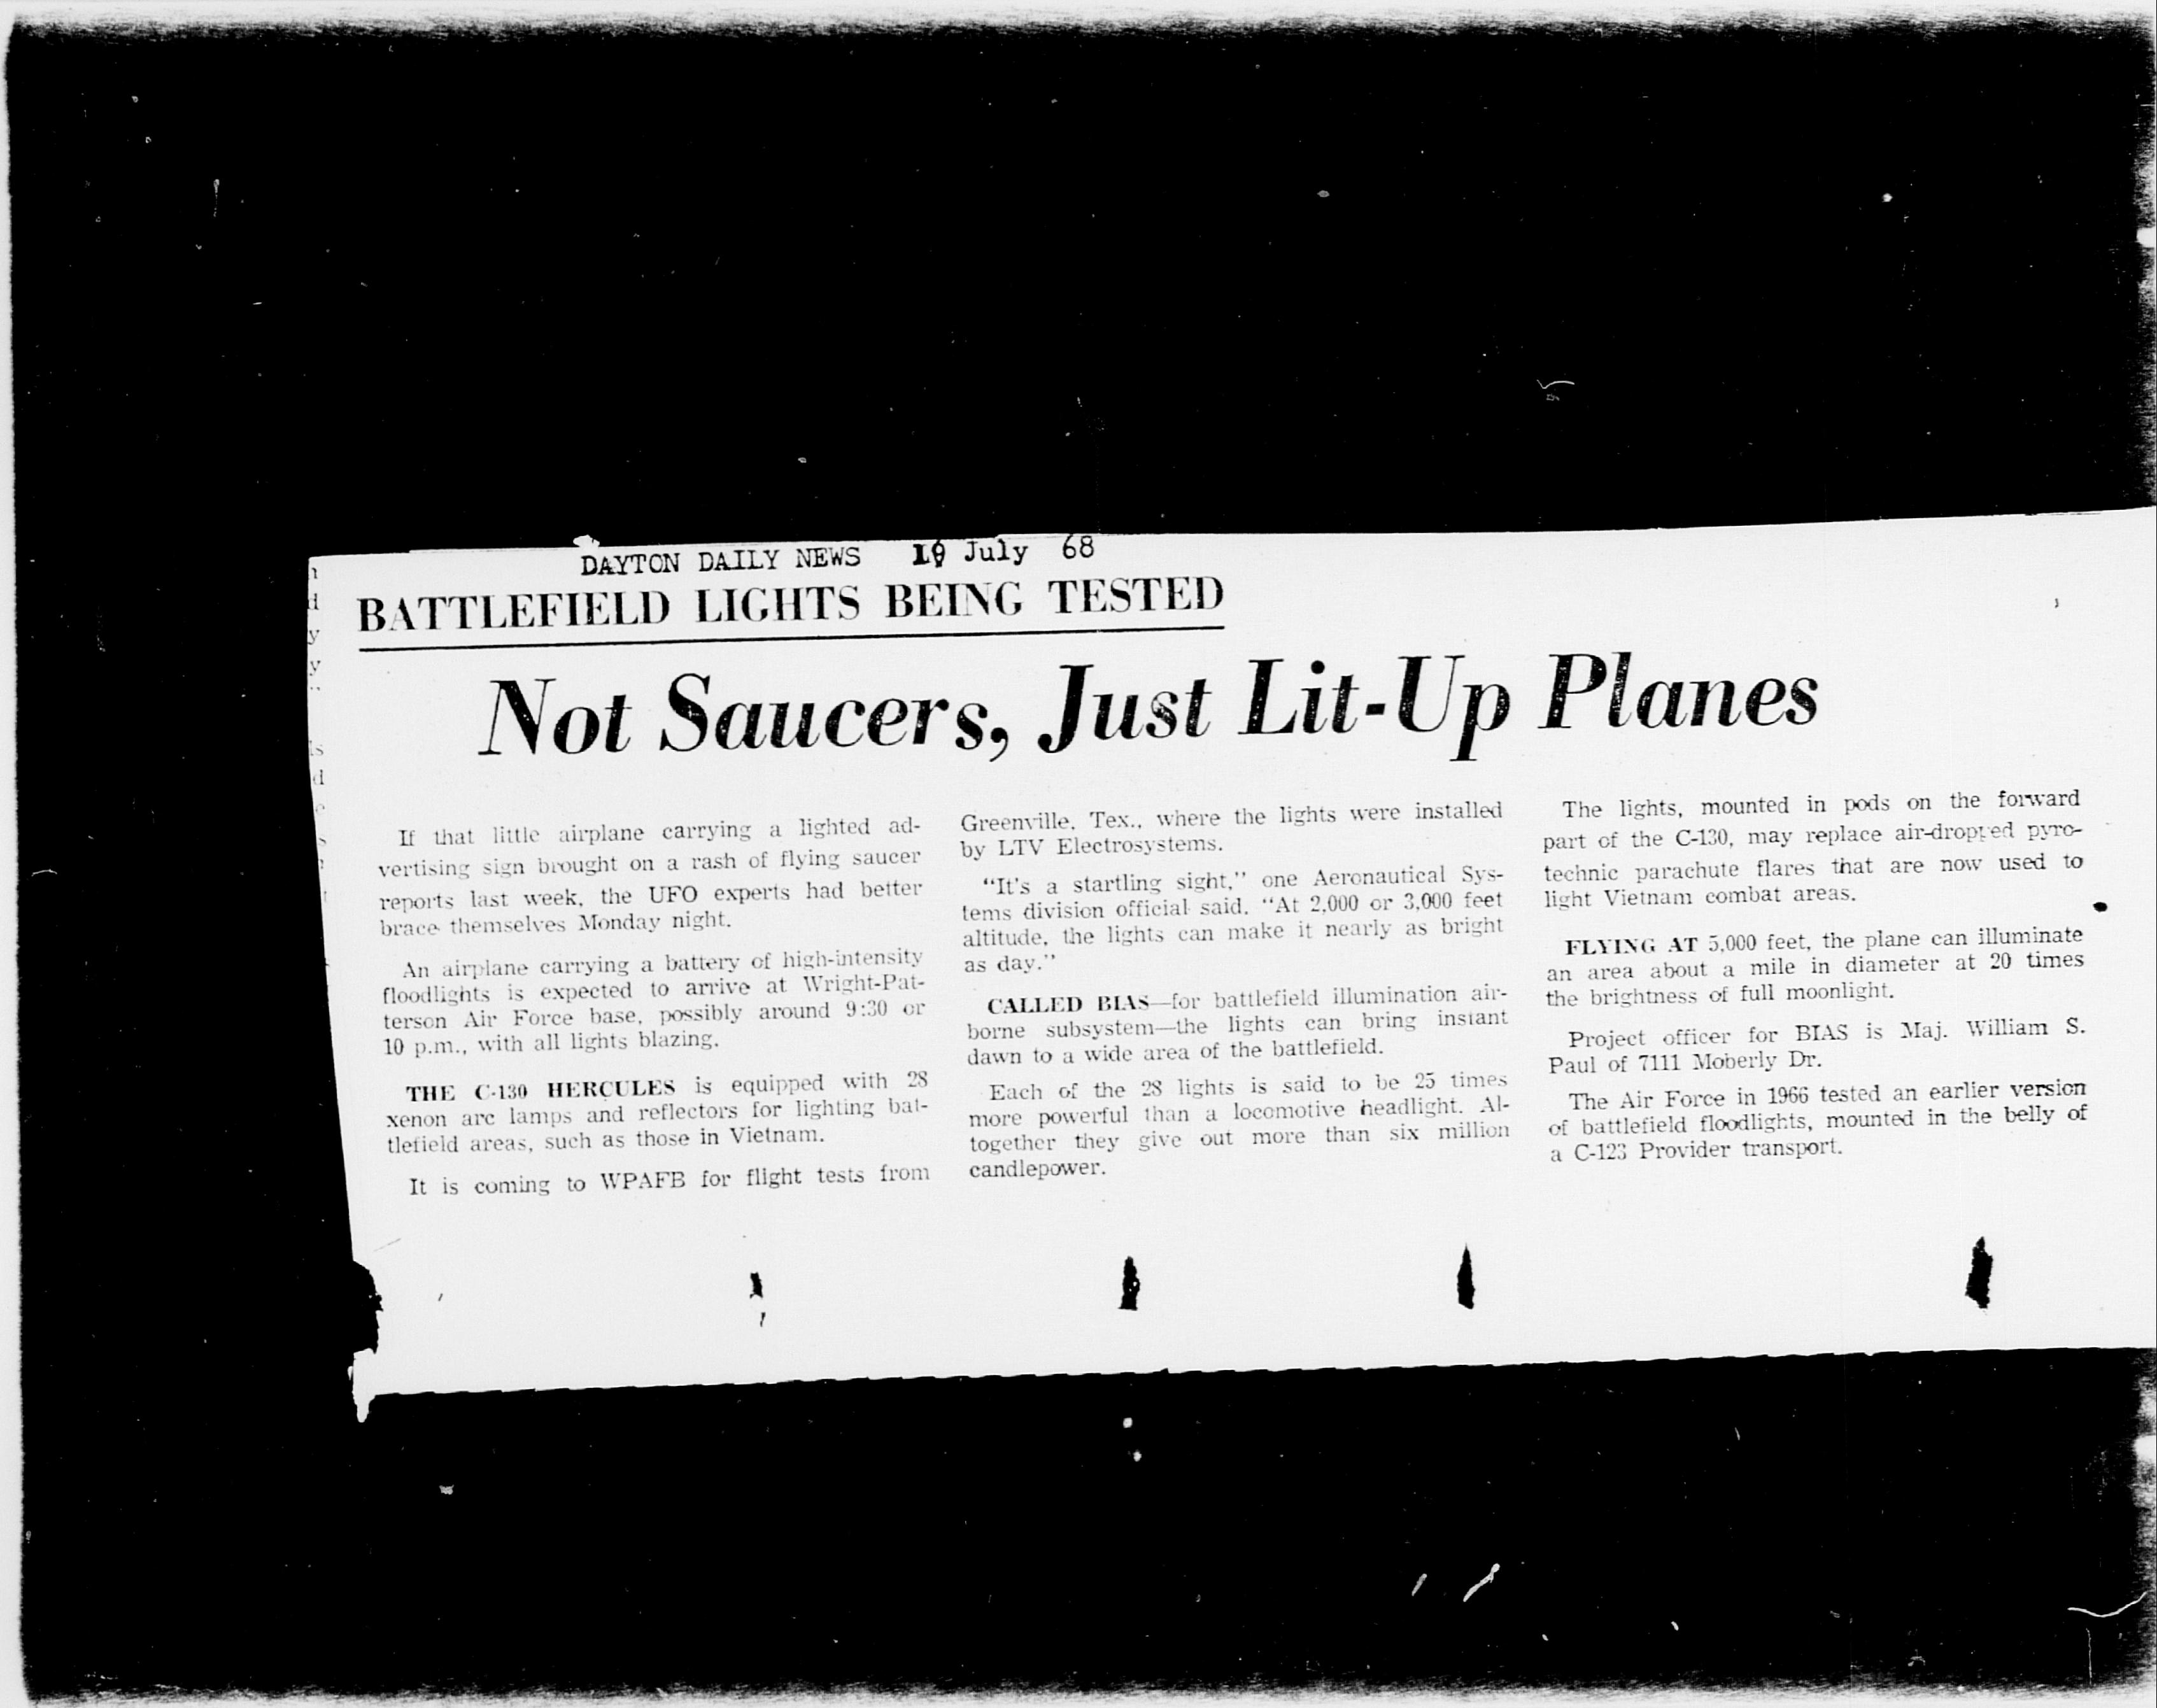 DAYTON DAILY NEWS July 68
BATTLEFIELD LIGHTS BEING TESTED
Not Saucers, Just Lit-Up Planes
If that little airplane carrying a lighted ad-
vertising sign brought on a rash of flying saucer
reports last week, the UFO experts had better
brace themselves Monday night.
An airplane carrying a battery of high-intensity
floodlights is expected to arrive at Wright-Pat-
terson Air Force base, possibly around 9:30 or
10 p.m., with all lights blazing.
THE C-130 HERCULES is equipped with 28
xenon arc lamps and reflectors for lighting bat-
tlefield areas, such as those in Vietnam.
It is coming to WPAFB for flight tests from
Greenville, Tex., where the lights were installed
by LTV Electrosystems.
"It's a startling sight," one Aeronautical Sys-
tems division official said. "At 2,000 or 3,000 feet
altitude, the lights can make it nearly as bright
as day."
CALLED BIAS—for battlefield illumination air-
borne subsystem—the lights can bring instant
dawn to a wide area of the battlefield.
Each of the 28 lights is said to be 25 times
more powerful than a locomotive headlight. Al-
together they give out more than six million
candlepower.
The lights, mounted in pods on the forward
part of the C-130, may replace air-dropped pyro-
technic parachute flares that are now used to
light Vietnam combat areas.
FLYING AT 5,000 feet, the plane can illuminate
an area about a mile in diameter at 20 times
the brightness of full moonlight.
Project officer for BIAS is Maj. William S.
Paul of 7111 Moberly Dr.
The Air Force in 1966 tested an earlier version
of battlefield floodlights, mounted in the belly of
a C-123 Provider transport.